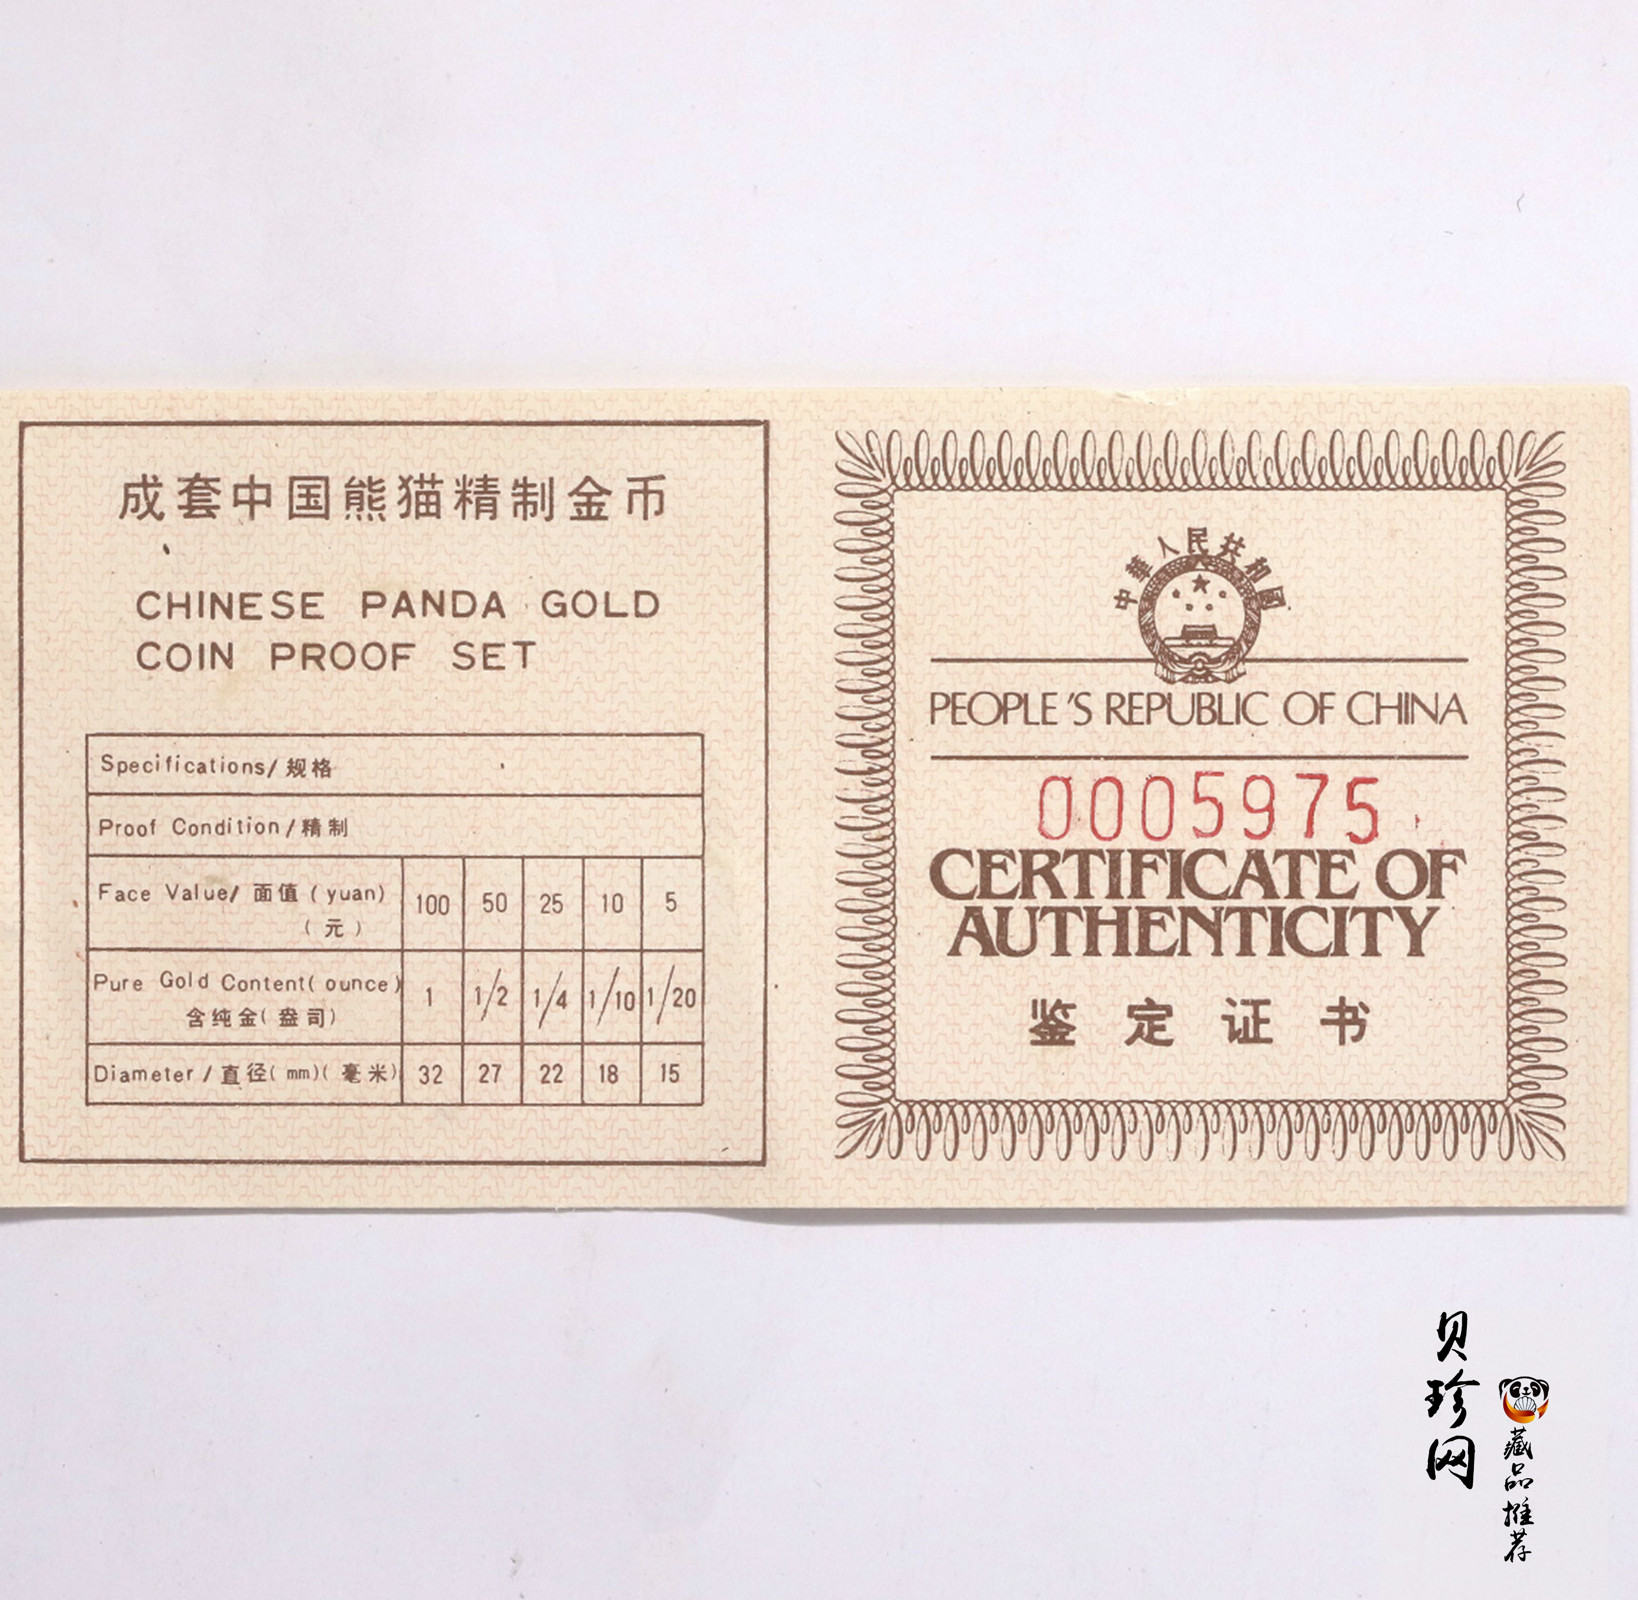 成套中国熊猫精制金币
CHINESE PANDA GOLD
COIN PROOF SET
Specifications/规格
Proof Condition/精制
Face Value/面值(yuan) 100 50 25 10 5
(元)
Pure Gold Content(ounce) 1 1/2 1/4 1/10 1/20
含纯金(盎司)
Diameter/直径(mm)(毫米) 32 27 22 18 15
中華人民共和國
PEOPLE'S REPUBLIC OF CHINA
0005975
CERTIFICATE OF
AUTHENTICITY
鉴定证书
贝珍网
藏品推荐